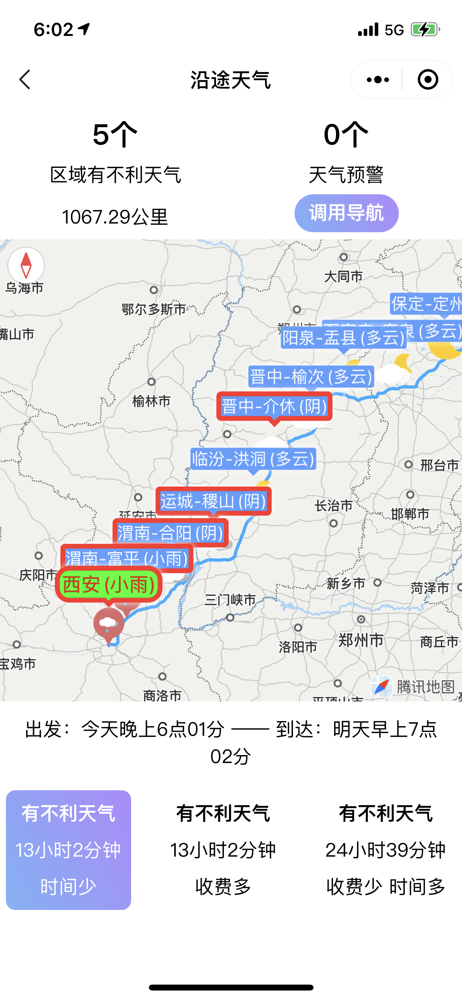 6:02
5G
沿途天气
5个
0个
区域有不利天气
天气预警
1067.29公里
调用导航
大同市
乌海市
鄂尔多斯市
保定-定州
嘴山市
鹿泉(多云)
阳泉-盂县(多云)
晋中-榆次(多云)
榆林市
晋中-介休(阴)
临汾-洪洞(多云)
邢台市
运城-稷山(阴)
长治市
延安市
邯郸市
渭南-合阳(阴)
渭南-富平(小雨)
庆阳市
西安(小雨)
新乡市
菏泽市
三门峡市
郑州市
洛阳市
商丘市
宝鸡市
商洛市
腾讯地图
平顶山市
出发：今天晚上6点01分 —— 到达：明天早上7点
02分
有不利天气
有不利天气
有不利天气
13小时2分钟
13小时2分钟
24小时39分钟
时间少
收费多
收费少 时间多